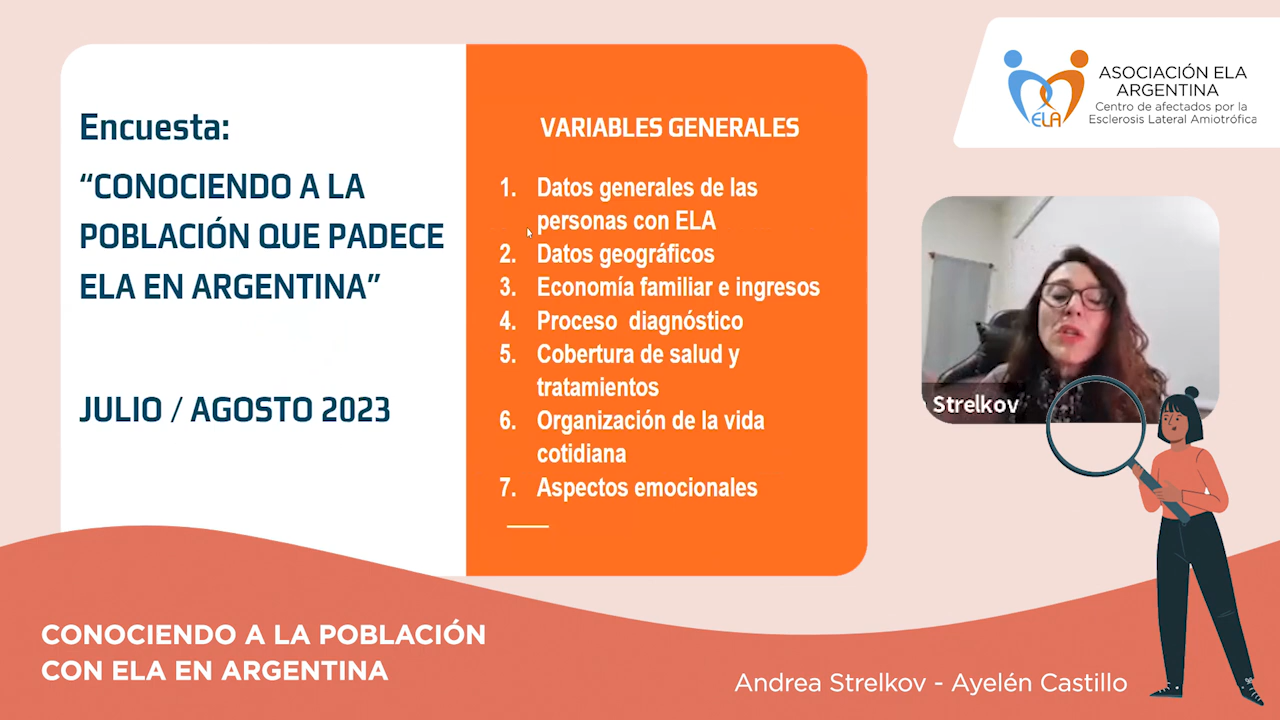 Encuesta:
“CONOCIENDO A LA
POBLACIÓN QUE PADECE
ELA EN ARGENTINA”
JULIO / AGOSTO 2023
VARIABLES GENERALES
1. Datos generales de las
personas con ELA
2. Datos geográficos
3. Economía familiar e ingresos
4. Proceso diagnóstico
5. Cobertura de salud y
tratamientos
6. Organización de la vida
cotidiana
7. Aspectos emocionales
ELA
ASOCIACIÓN ELA
ARGENTINA
Centro de afectados por la
Esclerosis Lateral Amiotrófica
Strelkov
CONOCIENDO A LA POBLACIÓN
CON ELA EN ARGENTINA
Andrea Strelkov - Ayelén Castillo